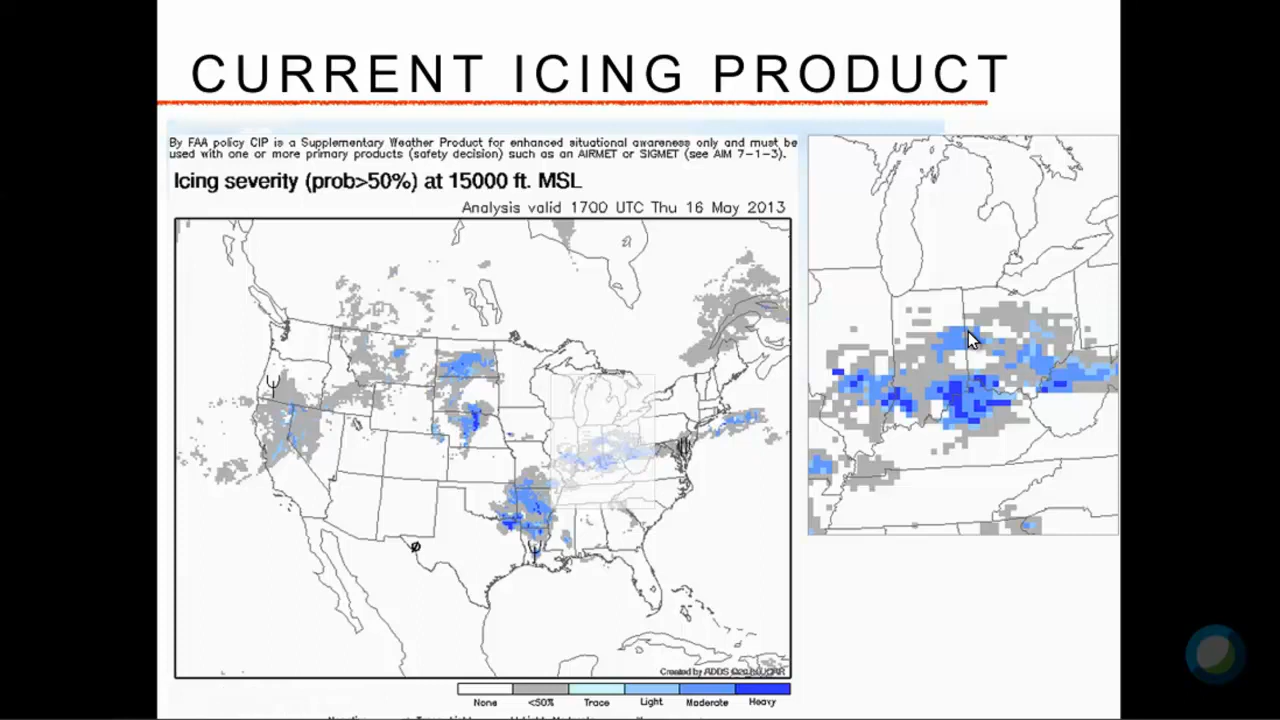 CURRENT ICING PRODUCT
By FAA policy CIP is a Supplementary Weather Product for enhanced situational awareness only and must be
used with one or more primary products (safety decision) such as an AIRMET or SIGMET (see AIM 7-1-3).
Icing severity (prob>50%) at 15000 ft. MSL
Analysis valid 1700 UTC Thu 16 May 2013
Created by ADDS
None <50% Trace Light Moderate Heavy